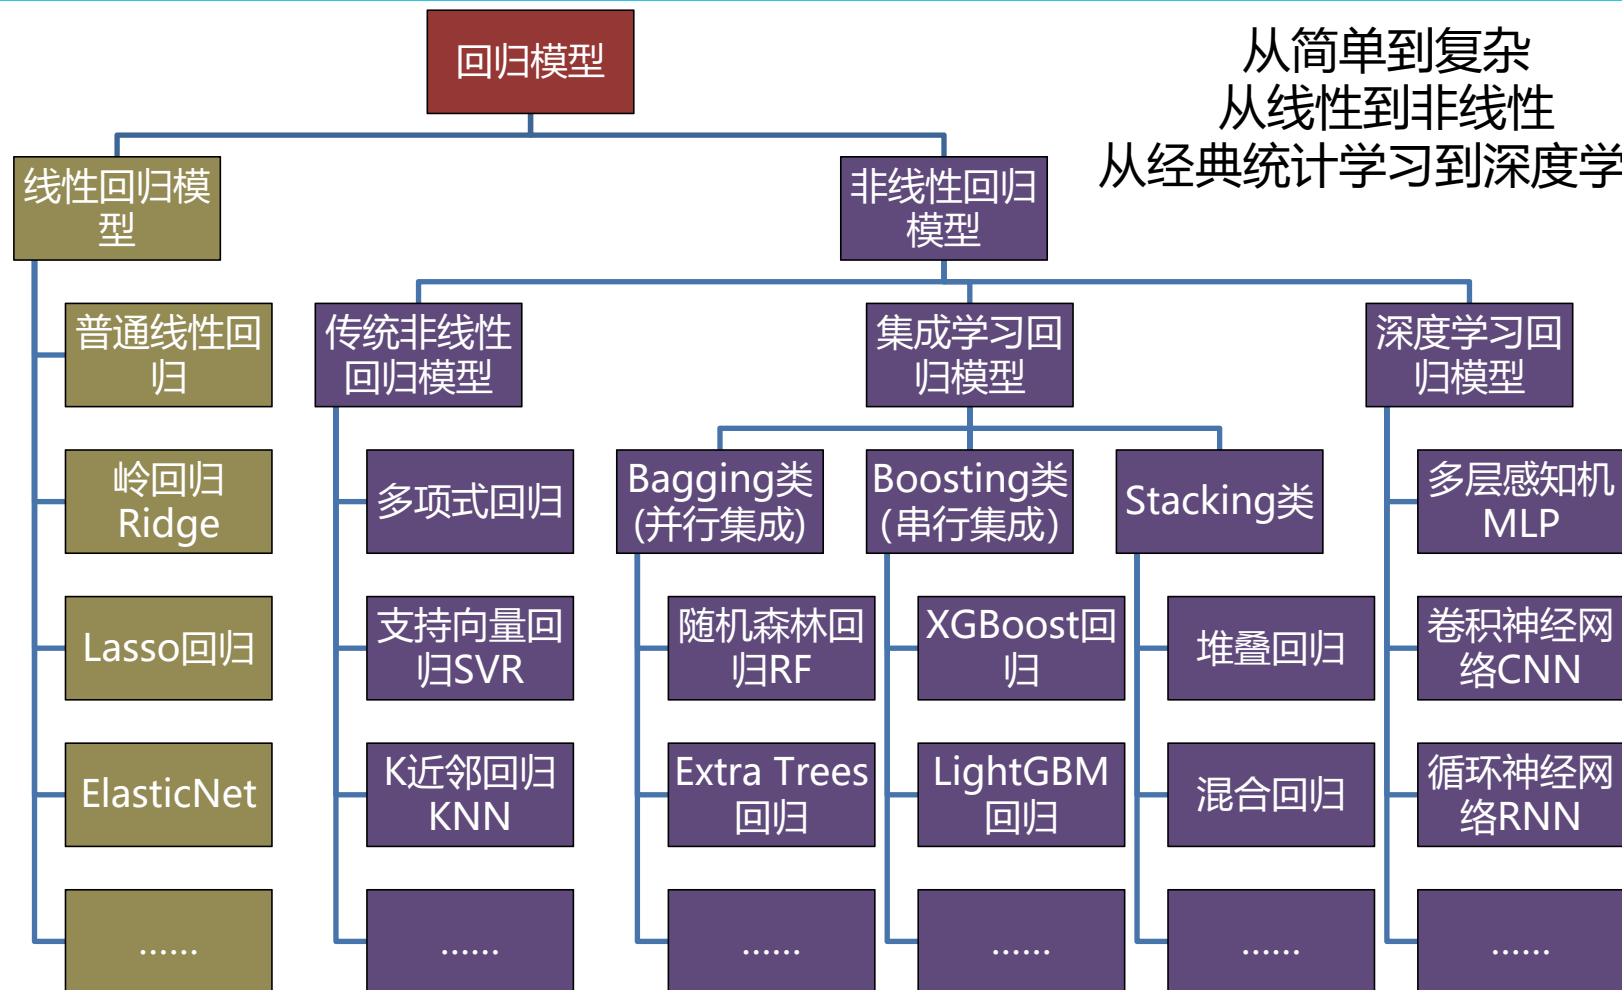 回归模型
从简单到复杂
从线性到非线性
从经典统计学习到深度学
线性回归模
型
非线性回归
模型
普通线性回
归
传统非线性
回归模型
集成学习回
归模型
深度学习回
归模型
岭回归
Ridge
多项式回归
Bagging类
(并行集成)
Boosting类
（串行集成）
Stacking类
多层感知机
MLP
Lasso回归
支持向量回
归SVR
随机森林回
归RF
XGBoost回
归
堆叠回归
卷积神经网
络CNN
ElasticNet
K近邻回归
KNN
Extra Trees
回归
LightGBM
回归
混合回归
循环神经网
络RNN
……
……
……
……
……
……